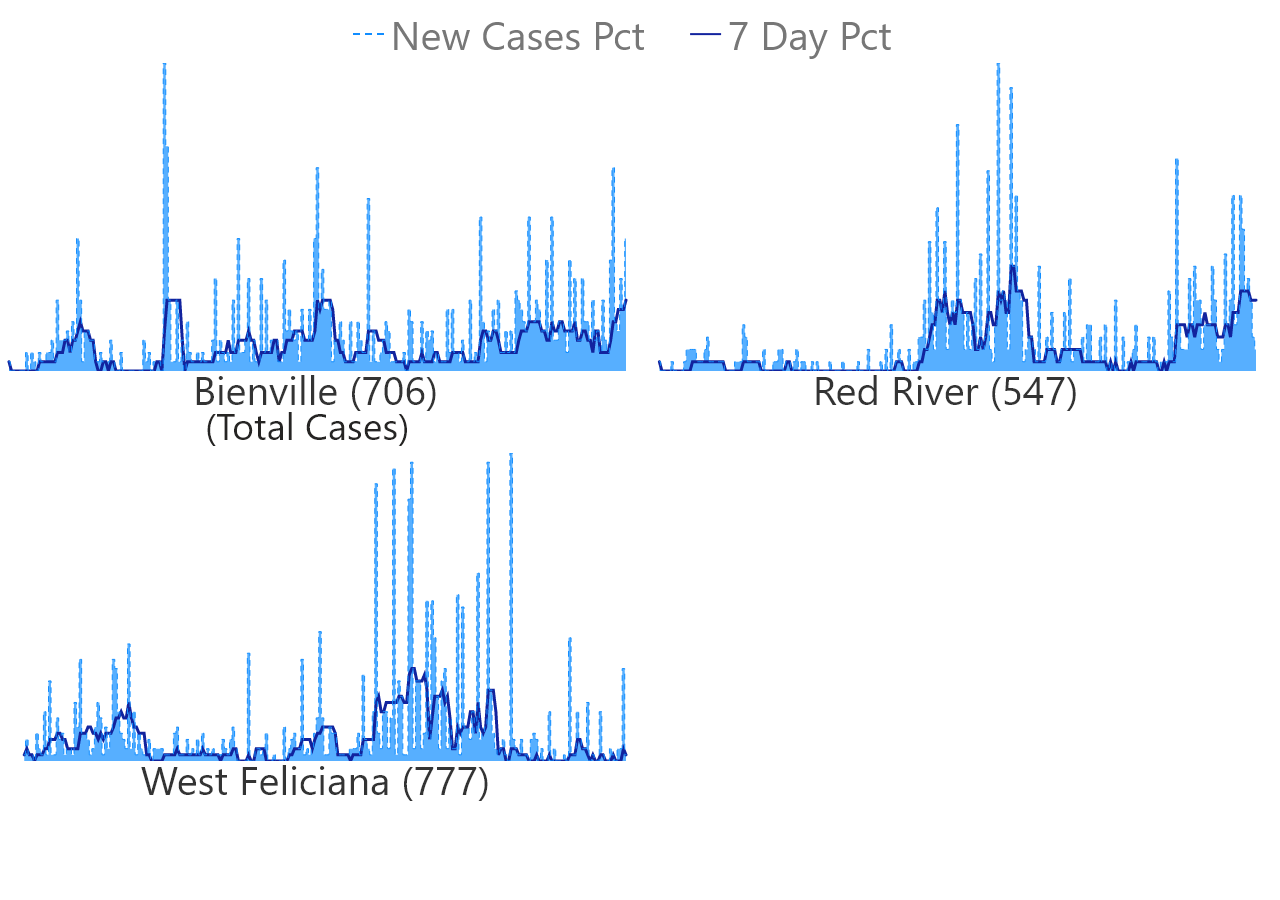 New Cases Pct 7 Day Pct
Bienville (706)
(Total Cases)
Red River (547)
West Feliciana (777)